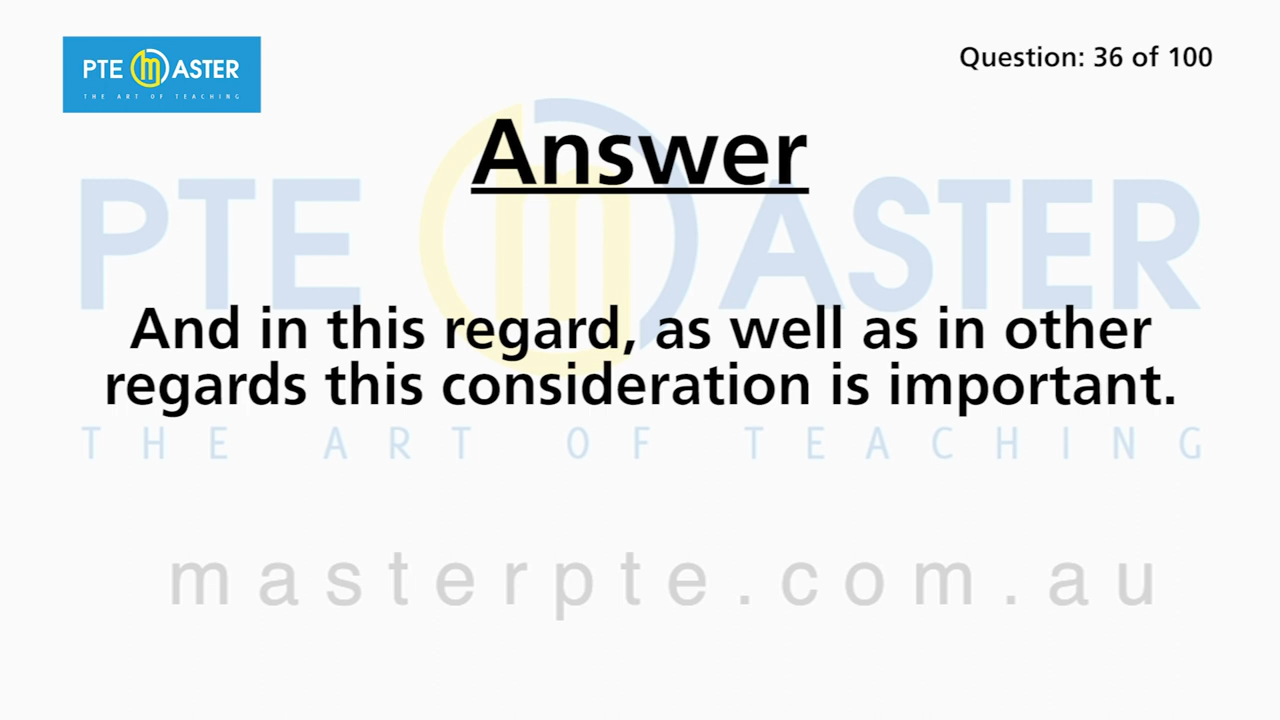 PTE MASTER
THE ART OF TEACHING
Question: 36 of 100
Answer
PTE MASTER
And in this regard, as well as in other
regards this consideration is important.
THE ART OF TEACHING
masterpte.com.au